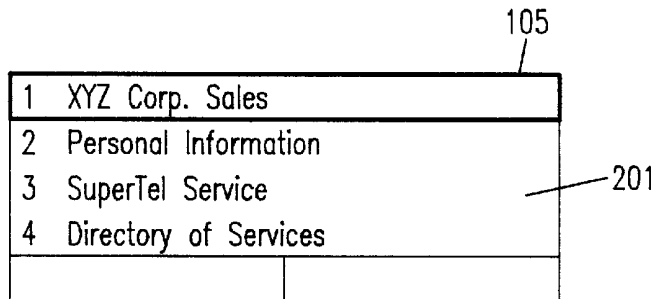 105
1 XYZ Corp. Sales
2 Personal Information
3 SuperTel Service
201
4 Directory of Services